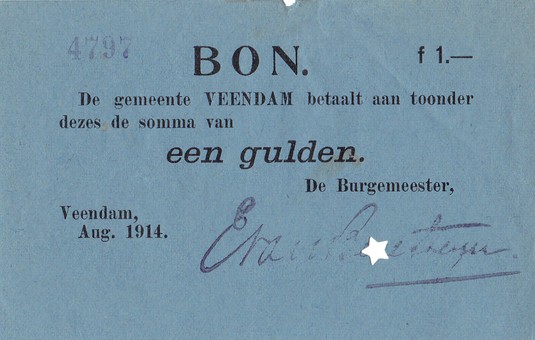 4797
BON. f 1.—
De gemeente VEENDAM betaalt aan toonder
dezes de somma van
een gulden.
De Burgemeester,
Veendam,
Aug. 1914.